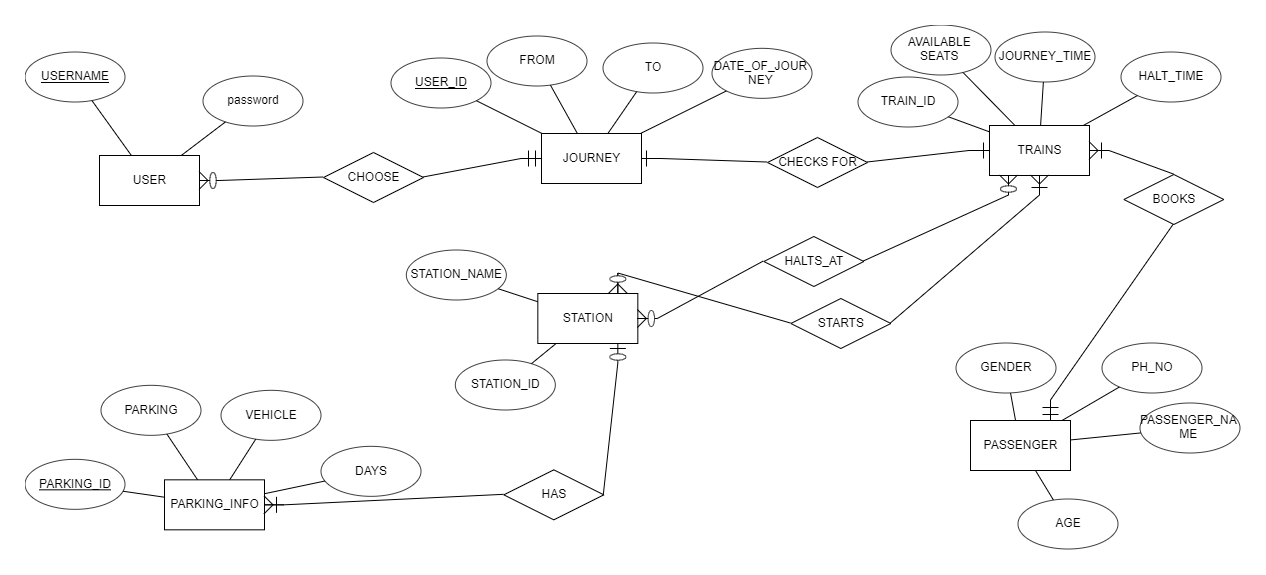 AVAILABLE
SEATS
JOURNEY_TIME
FROM
TO
DATE_OF_JOUR
NEY
USERNAME
USER_ID
HALT_TIME
password
TRAIN_ID
USER
CHOOSE
JOURNEY
CHECKS FOR
TRAINS
BOOKS
STATION_NAME
HALTS_AT
STATION
STARTS
STATION_ID
GENDER
PH_NO
PARKING
VEHICLE
PASSENGER_NA
ME
PASSENGER
DAYS
PARKING_ID
PARKING_INFO
HAS
AGE